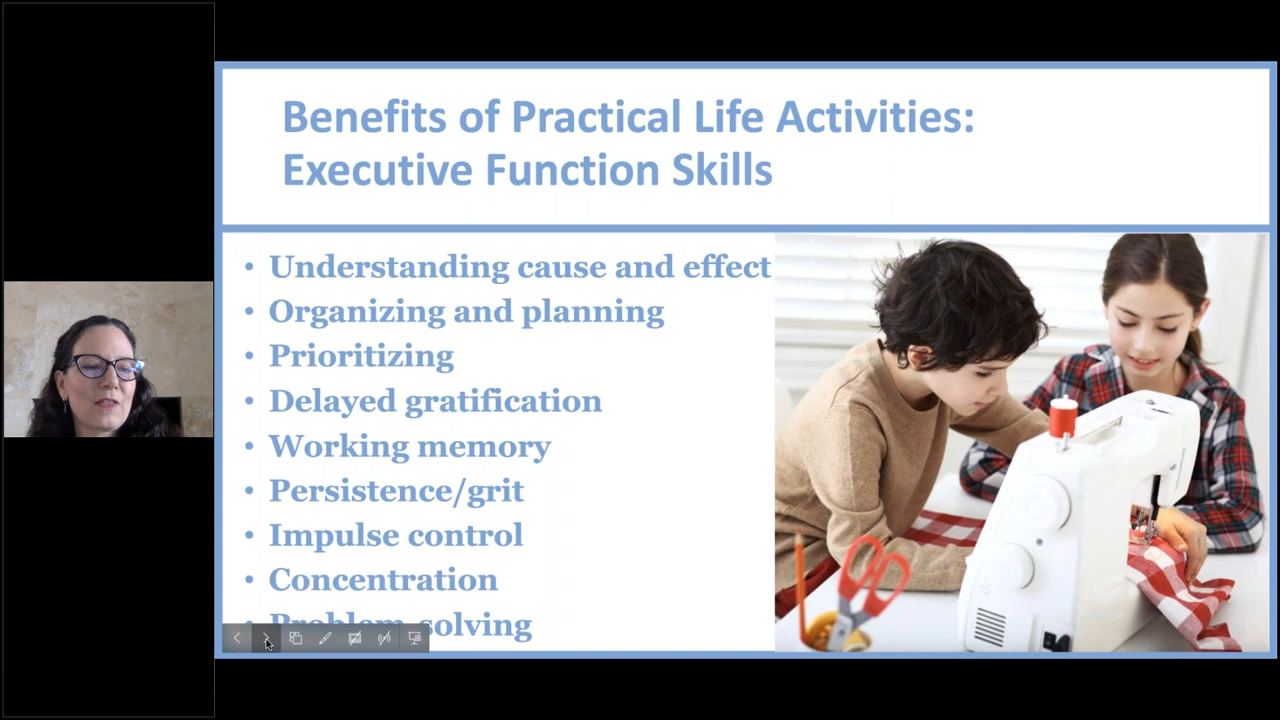 Benefits of Practical Life Activities:
Executive Function Skills
• Understanding cause and effect
• Organizing and planning
• Prioritizing
• Delayed gratification
• Working memory
• Persistence/grit
• Impulse control
• Concentration
• Problem solving